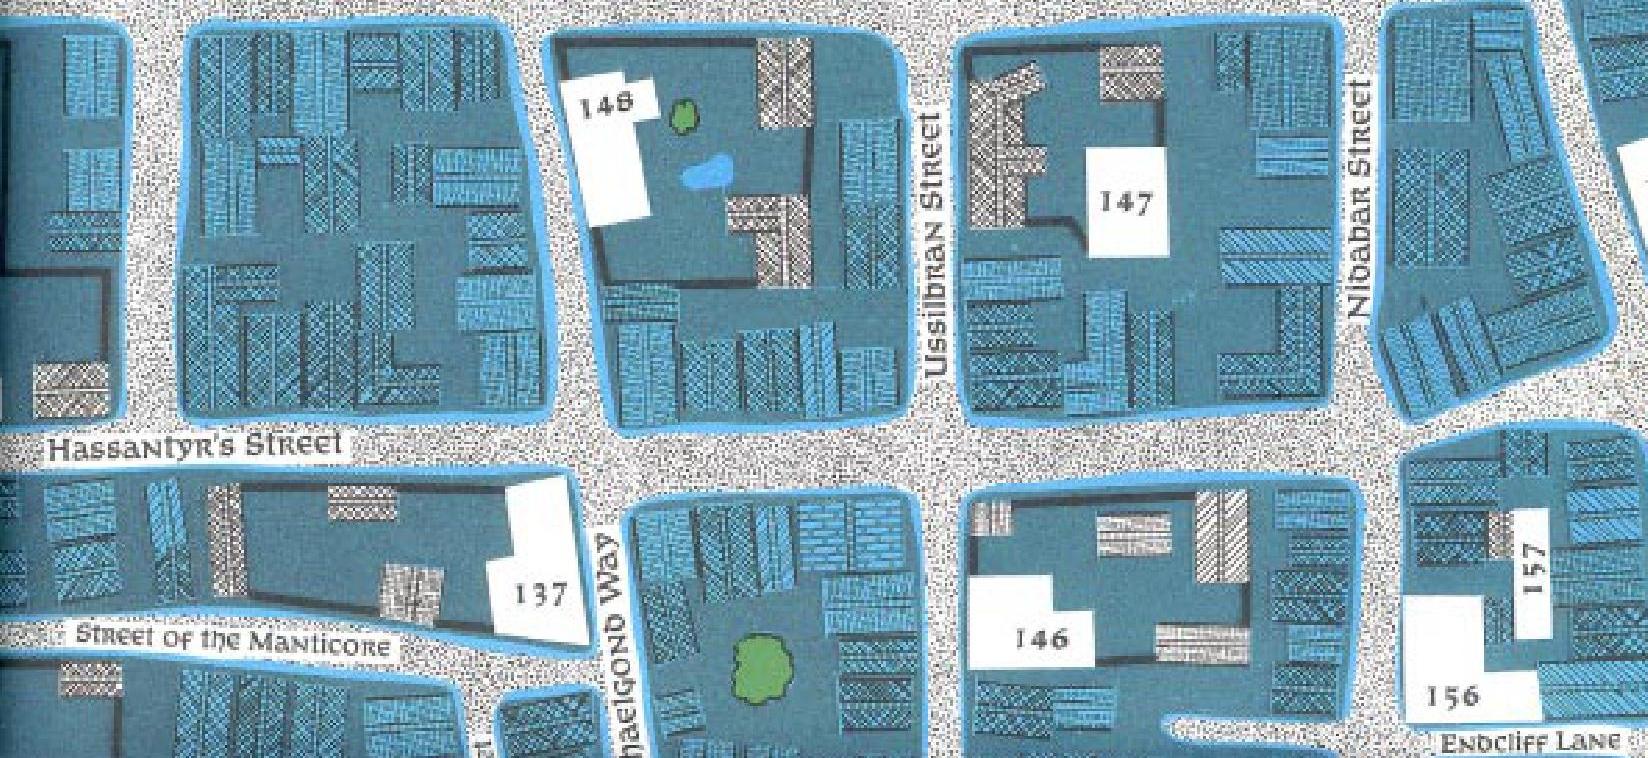 148
147
Ussilbran Street
Nibabar Street
Hassantyr's Street
137
Street of the Manticore
146
157
156
Endcliff Lane